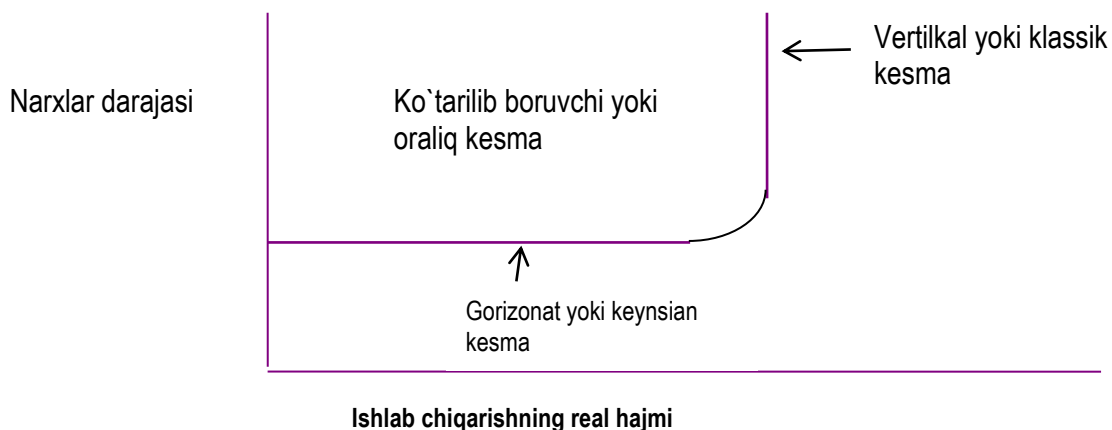 Vertilkal yoki klassik
kesma
Narxlar darajasi
Ko`tarilib boruvchi yoki
oraliq kesma
Gorizonat yoki keynsian
kesma
Ishlab chiqarishning real hajmi